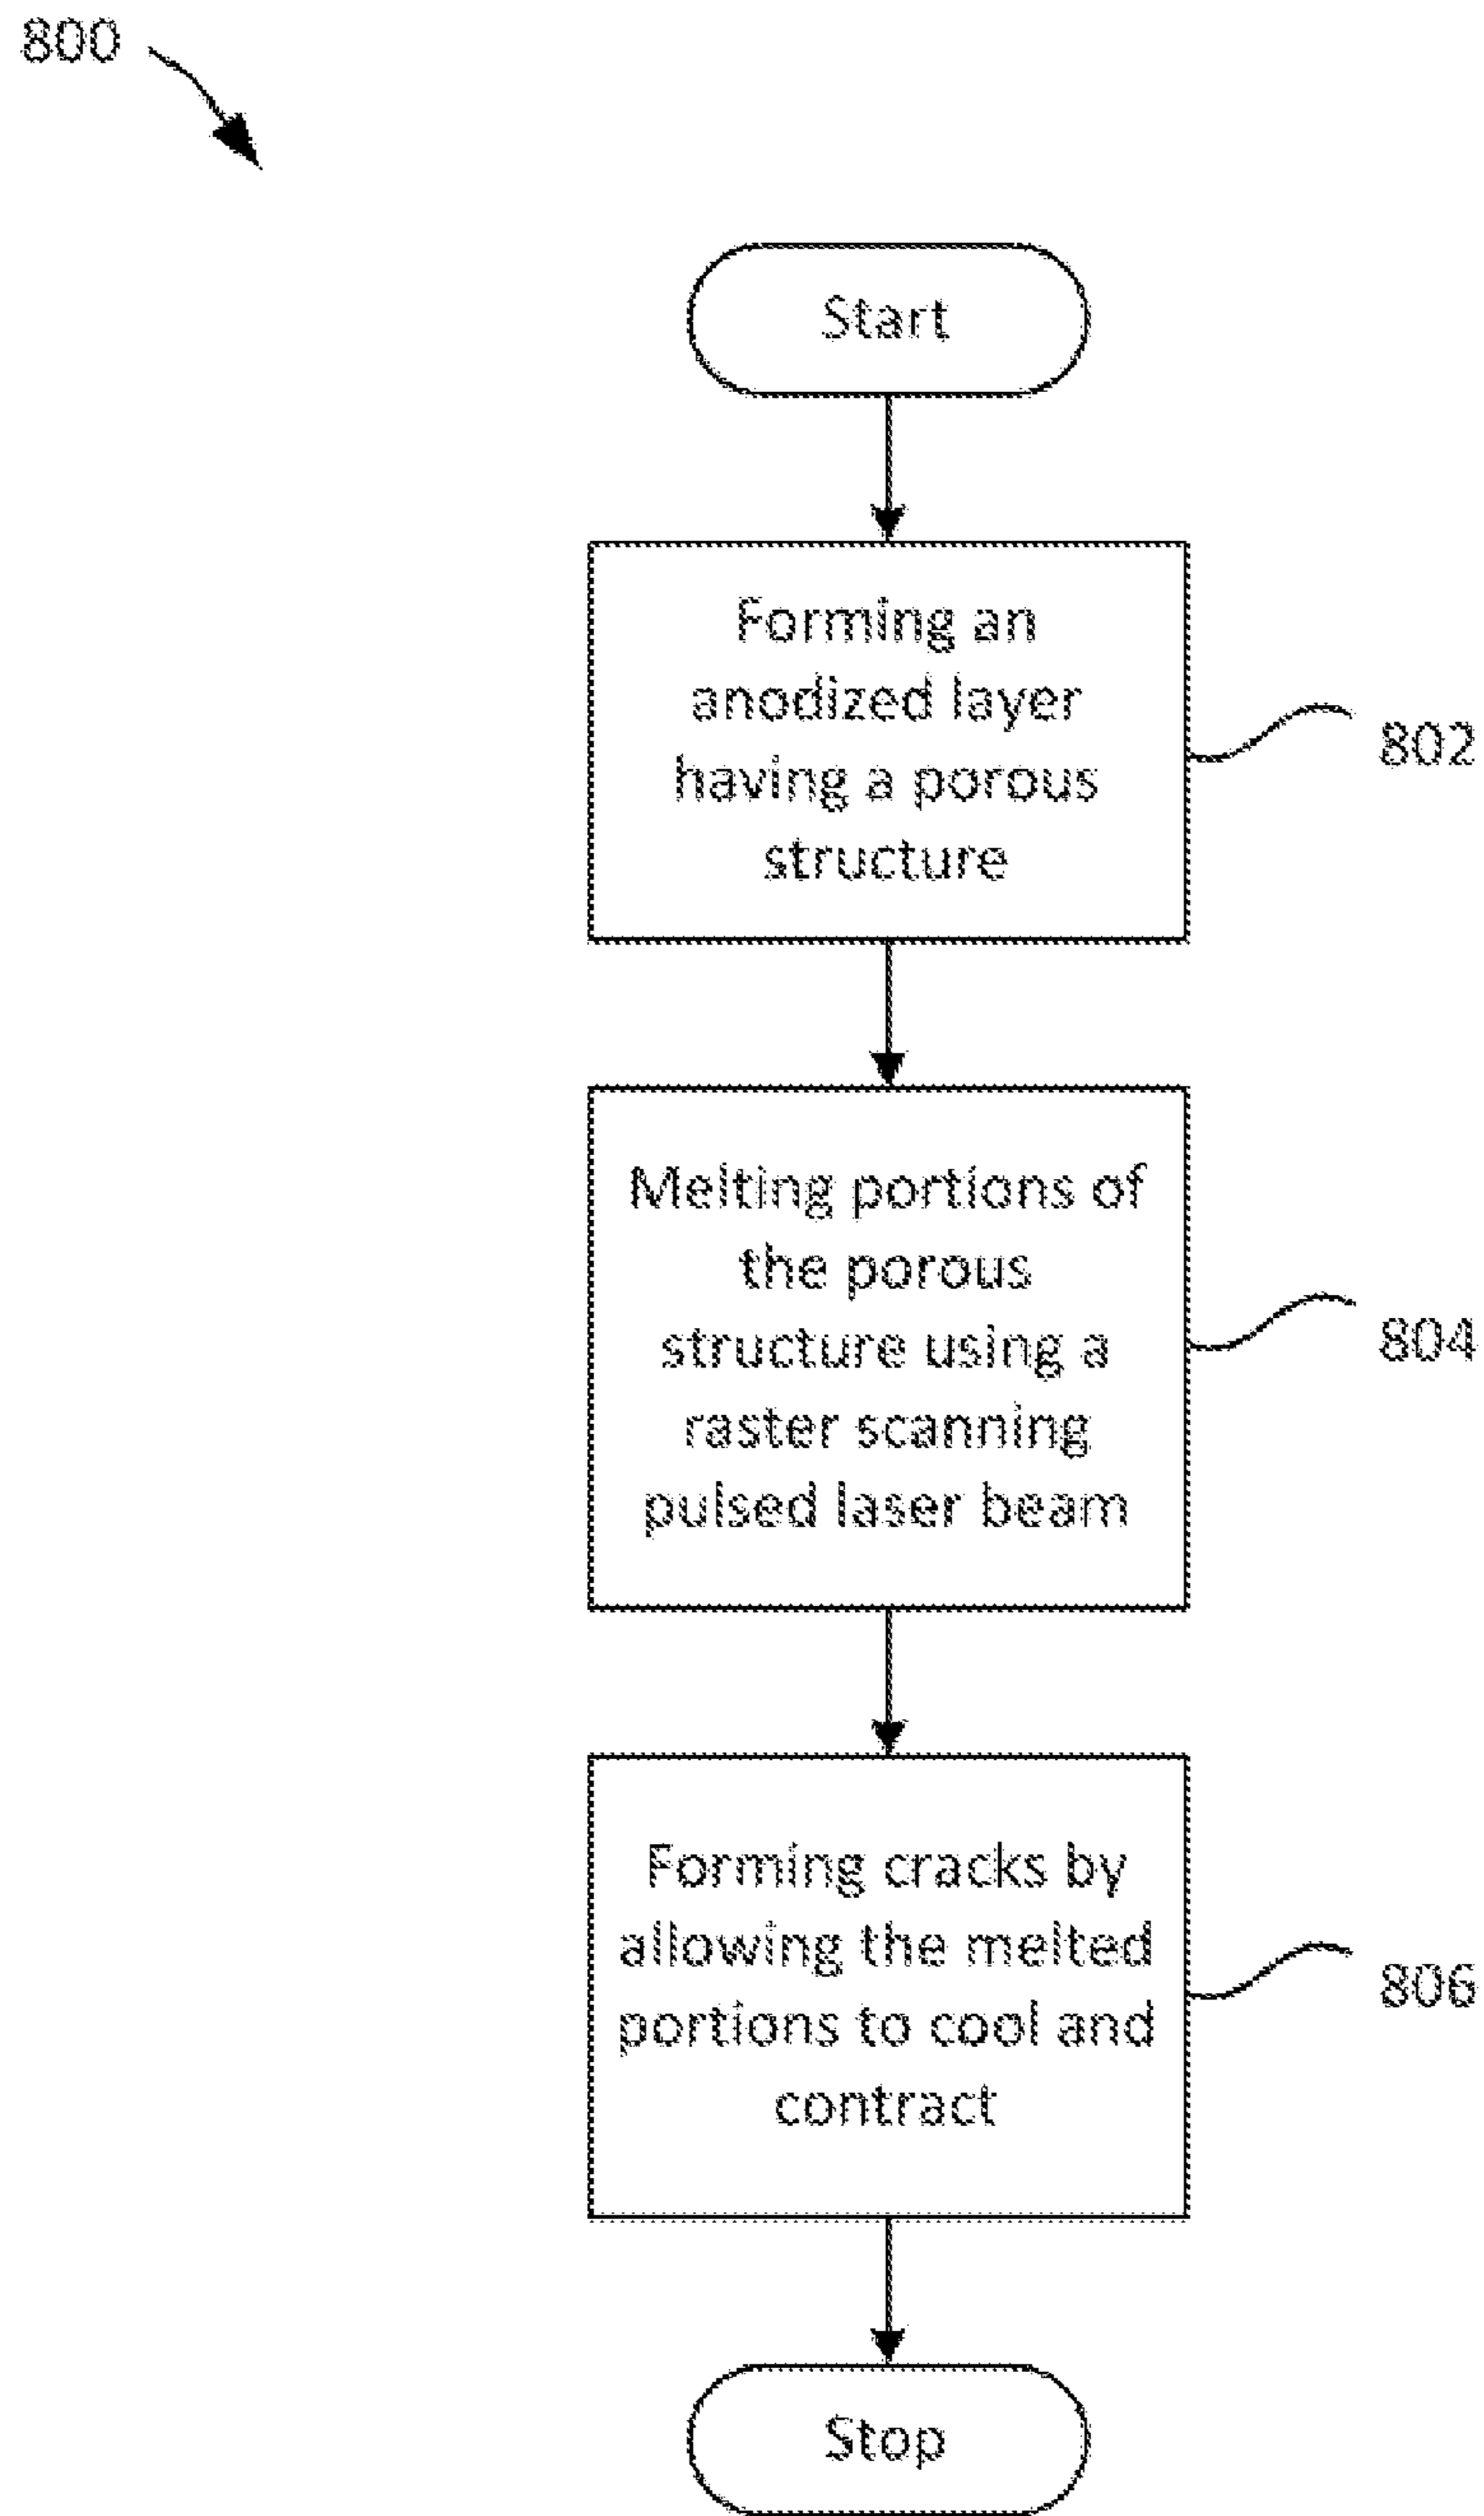 800
Start
Forming an
anodized layer
having a porous
structure
802
Melting portions of
the porous
structure using a
raster scanning
pulsed laser beam
804
Forming cracks by
allowing the melted
portions to cool and
contract
806
Stop